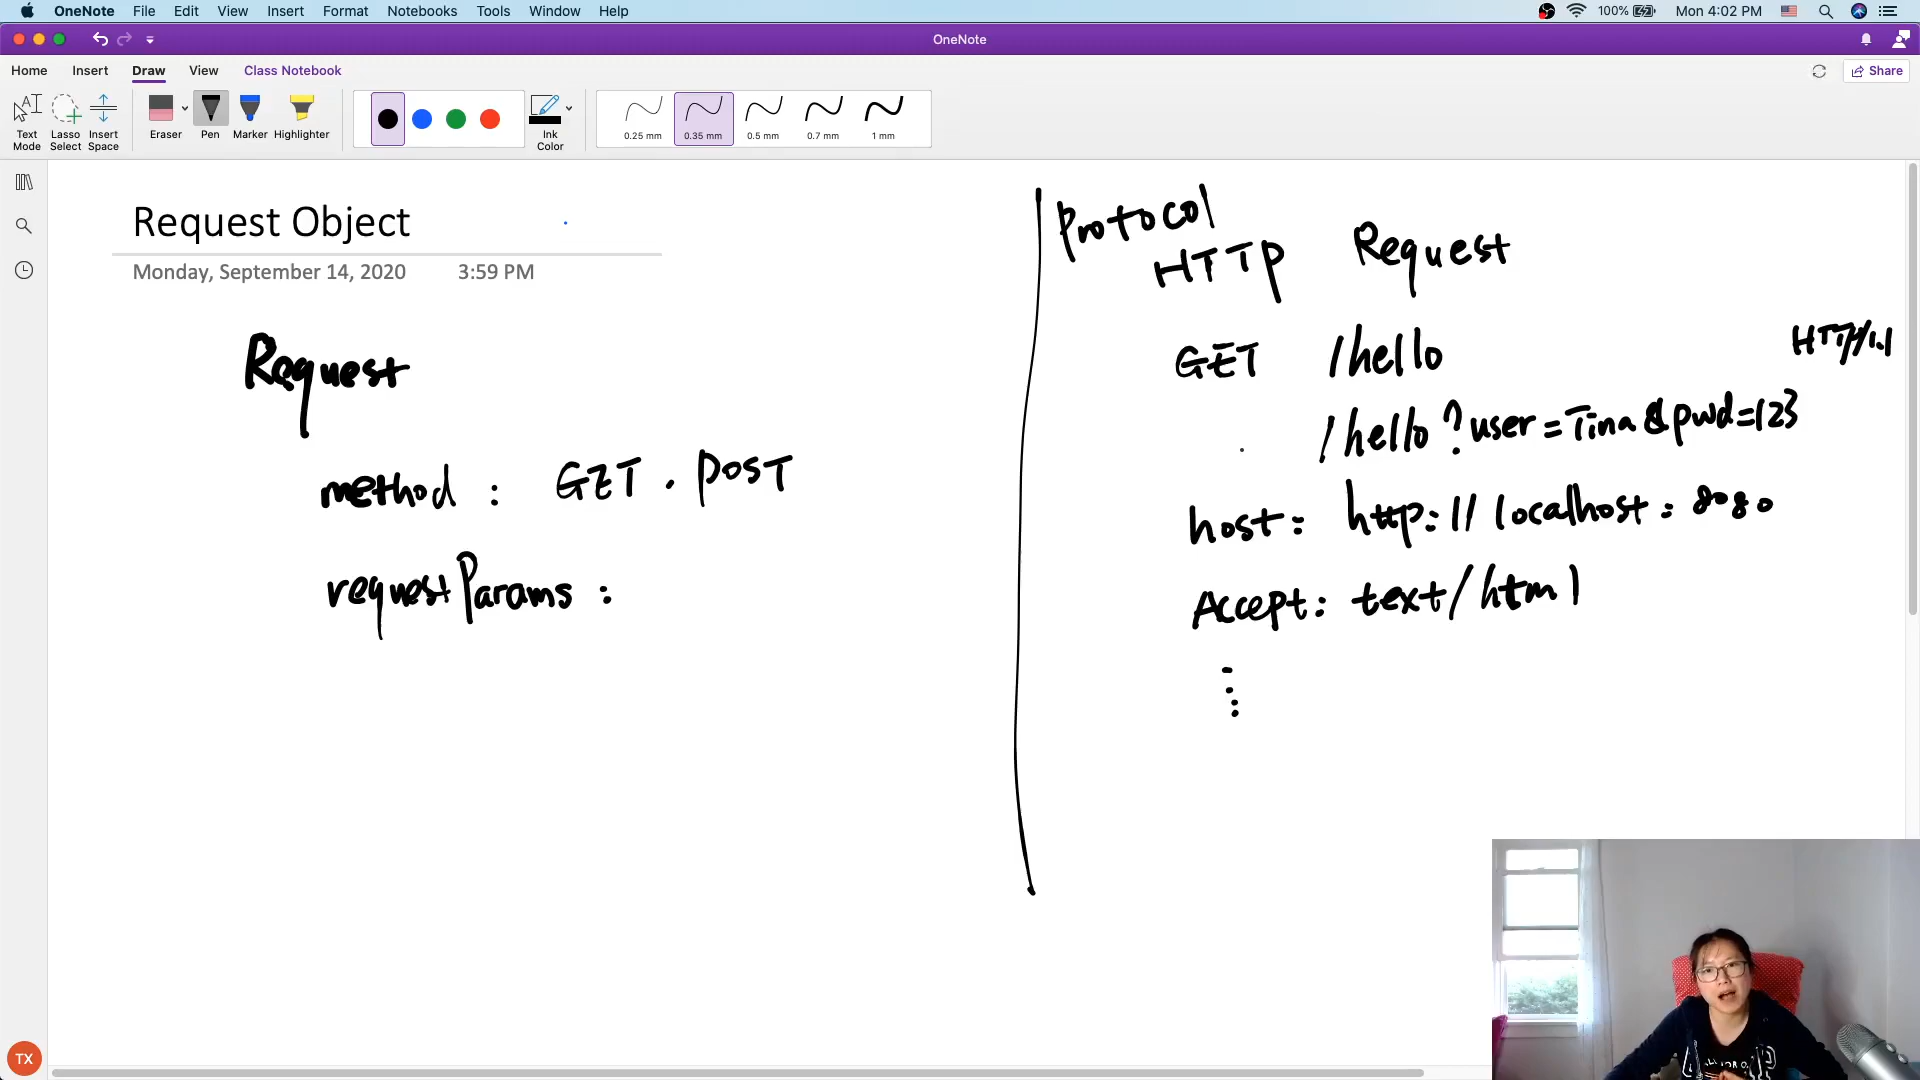 OneNote File Edit View Insert Format Notebooks Tools Window Help 100% Mon 4:02 PM
OneNote
Home Insert Draw View Class Notebook Share
Text Mode Lasso Select Insert Space Eraser Pen Marker Highlighter Ink Color 0.25 mm 0.35 mm 0.5 mm 0.7 mm 1 mm
Request Object
Monday, September 14, 2020 3:59 PM
Request
method : GET . POST
requestParams :
Protocol
HTTP Request
GET /hello HTTP/1.1
/hello?user=Tina&pwd=123
host: http://localhost:8080
Accept: text/html
TX